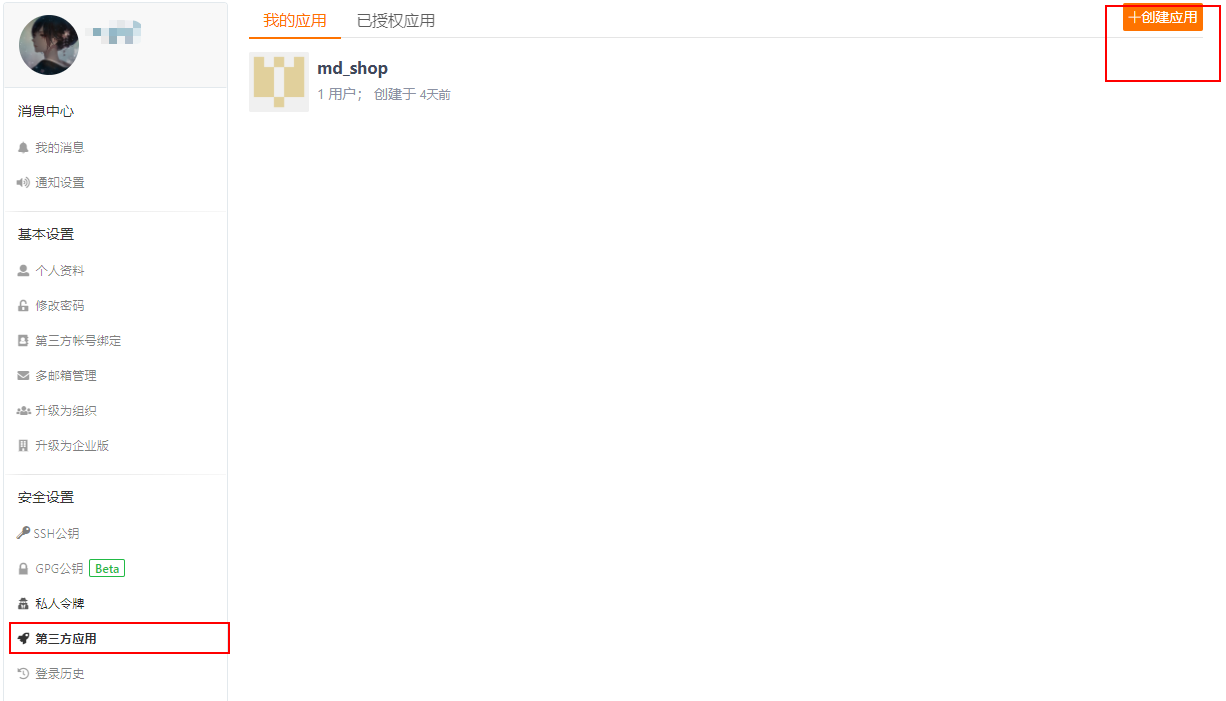 消息中心
我的消息
通知设置
基本设置
个人资料
修改密码
第三方帐号绑定
多邮箱管理
升级为组织
升级为企业版
安全设置
SSH公钥
GPG公钥 Beta
私人令牌
第三方应用
登录历史
我的应用 已授权应用
+创建应用
md_shop
1 用户； 创建于 4天前